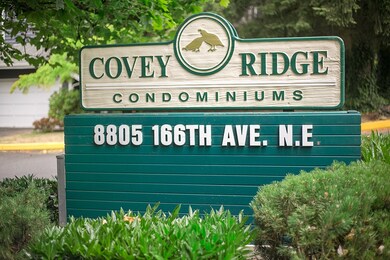 COVEY RIDGE
CONDOMINIUMS
8805 166TH AVE. N.E.